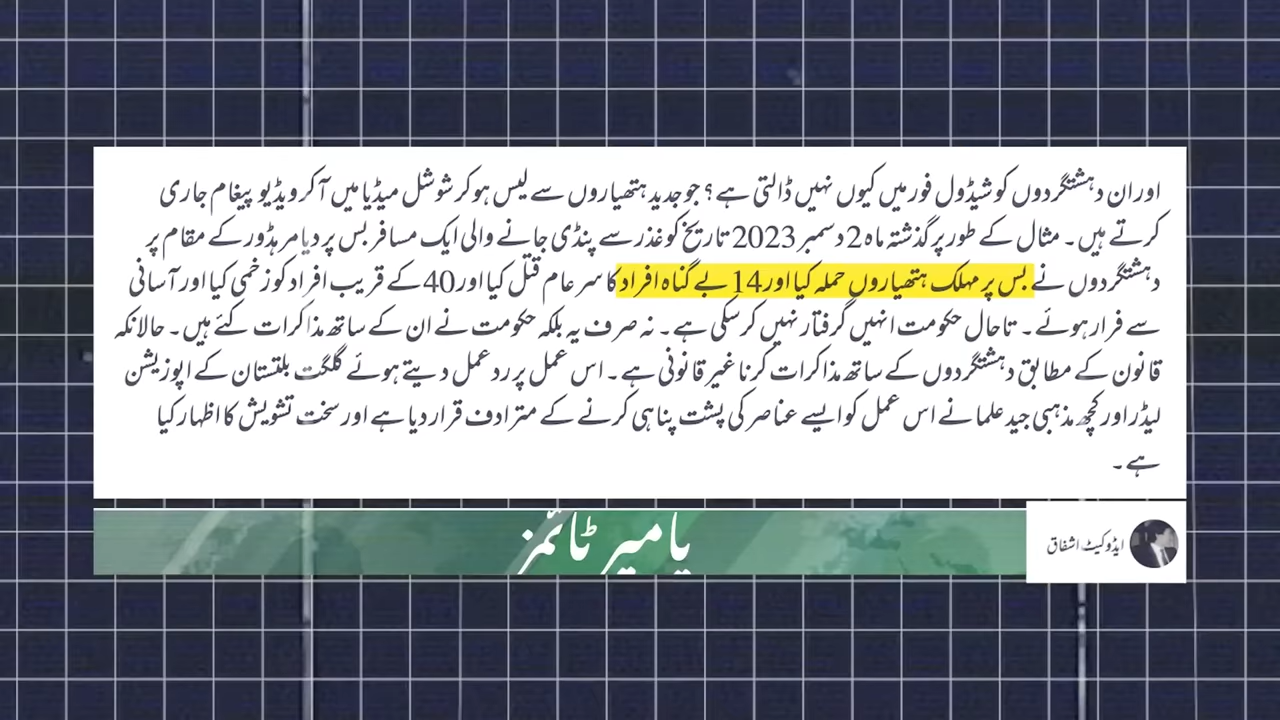 اور ان دہشتگردوں کو شیڈول فور میں کیوں نہیں ڈالتی ہے؟ جو جدید ہتھیاروں سے لیس ہو کر شوشل میڈیا میں آ کر ویڈیو پیغام جاری
کرتے ہیں۔ مثال کے طور پر گذشتہ ماہ 2 دسمبر 2023 تاریخ کو غذر سے پنڈی جانے والی ایک مسافر بس پر دیامر ہڈور کے مقام پر
دہشتگردوں نے بس پر مہلک ہتھیاروں حملہ کیا اور 14 بے گناہ افراد کا سر عام قتل کیا اور 40 کے قریب افراد کو زخمی کیا اور آسانی
سے فرار ہوئے۔ تاحال حکومت انہیں گرفتار نہیں کر سکی ہے۔ نہ صرف یہ بلکہ حکومت نے ان کے ساتھ مذاکرات کئے ہیں۔ حالانکہ
قانون کے مطابق دہشتگردوں کے ساتھ مذاکرات کرنا غیر قانونی ہے۔ اس عمل پر رد عمل دیتے ہوئے گلگت بلتستان کے اپوزیشن
لیڈر اور کچھ مذہبی جید علما نے اس عمل کو ایسے عناصر کی پشت پناہی کرنے کے مترادف قرار دیا ہے اور سخت تشویش کا اظہار کیا
ہے۔
پامیر ٹائمز
ایڈوکیٹ اشفاق